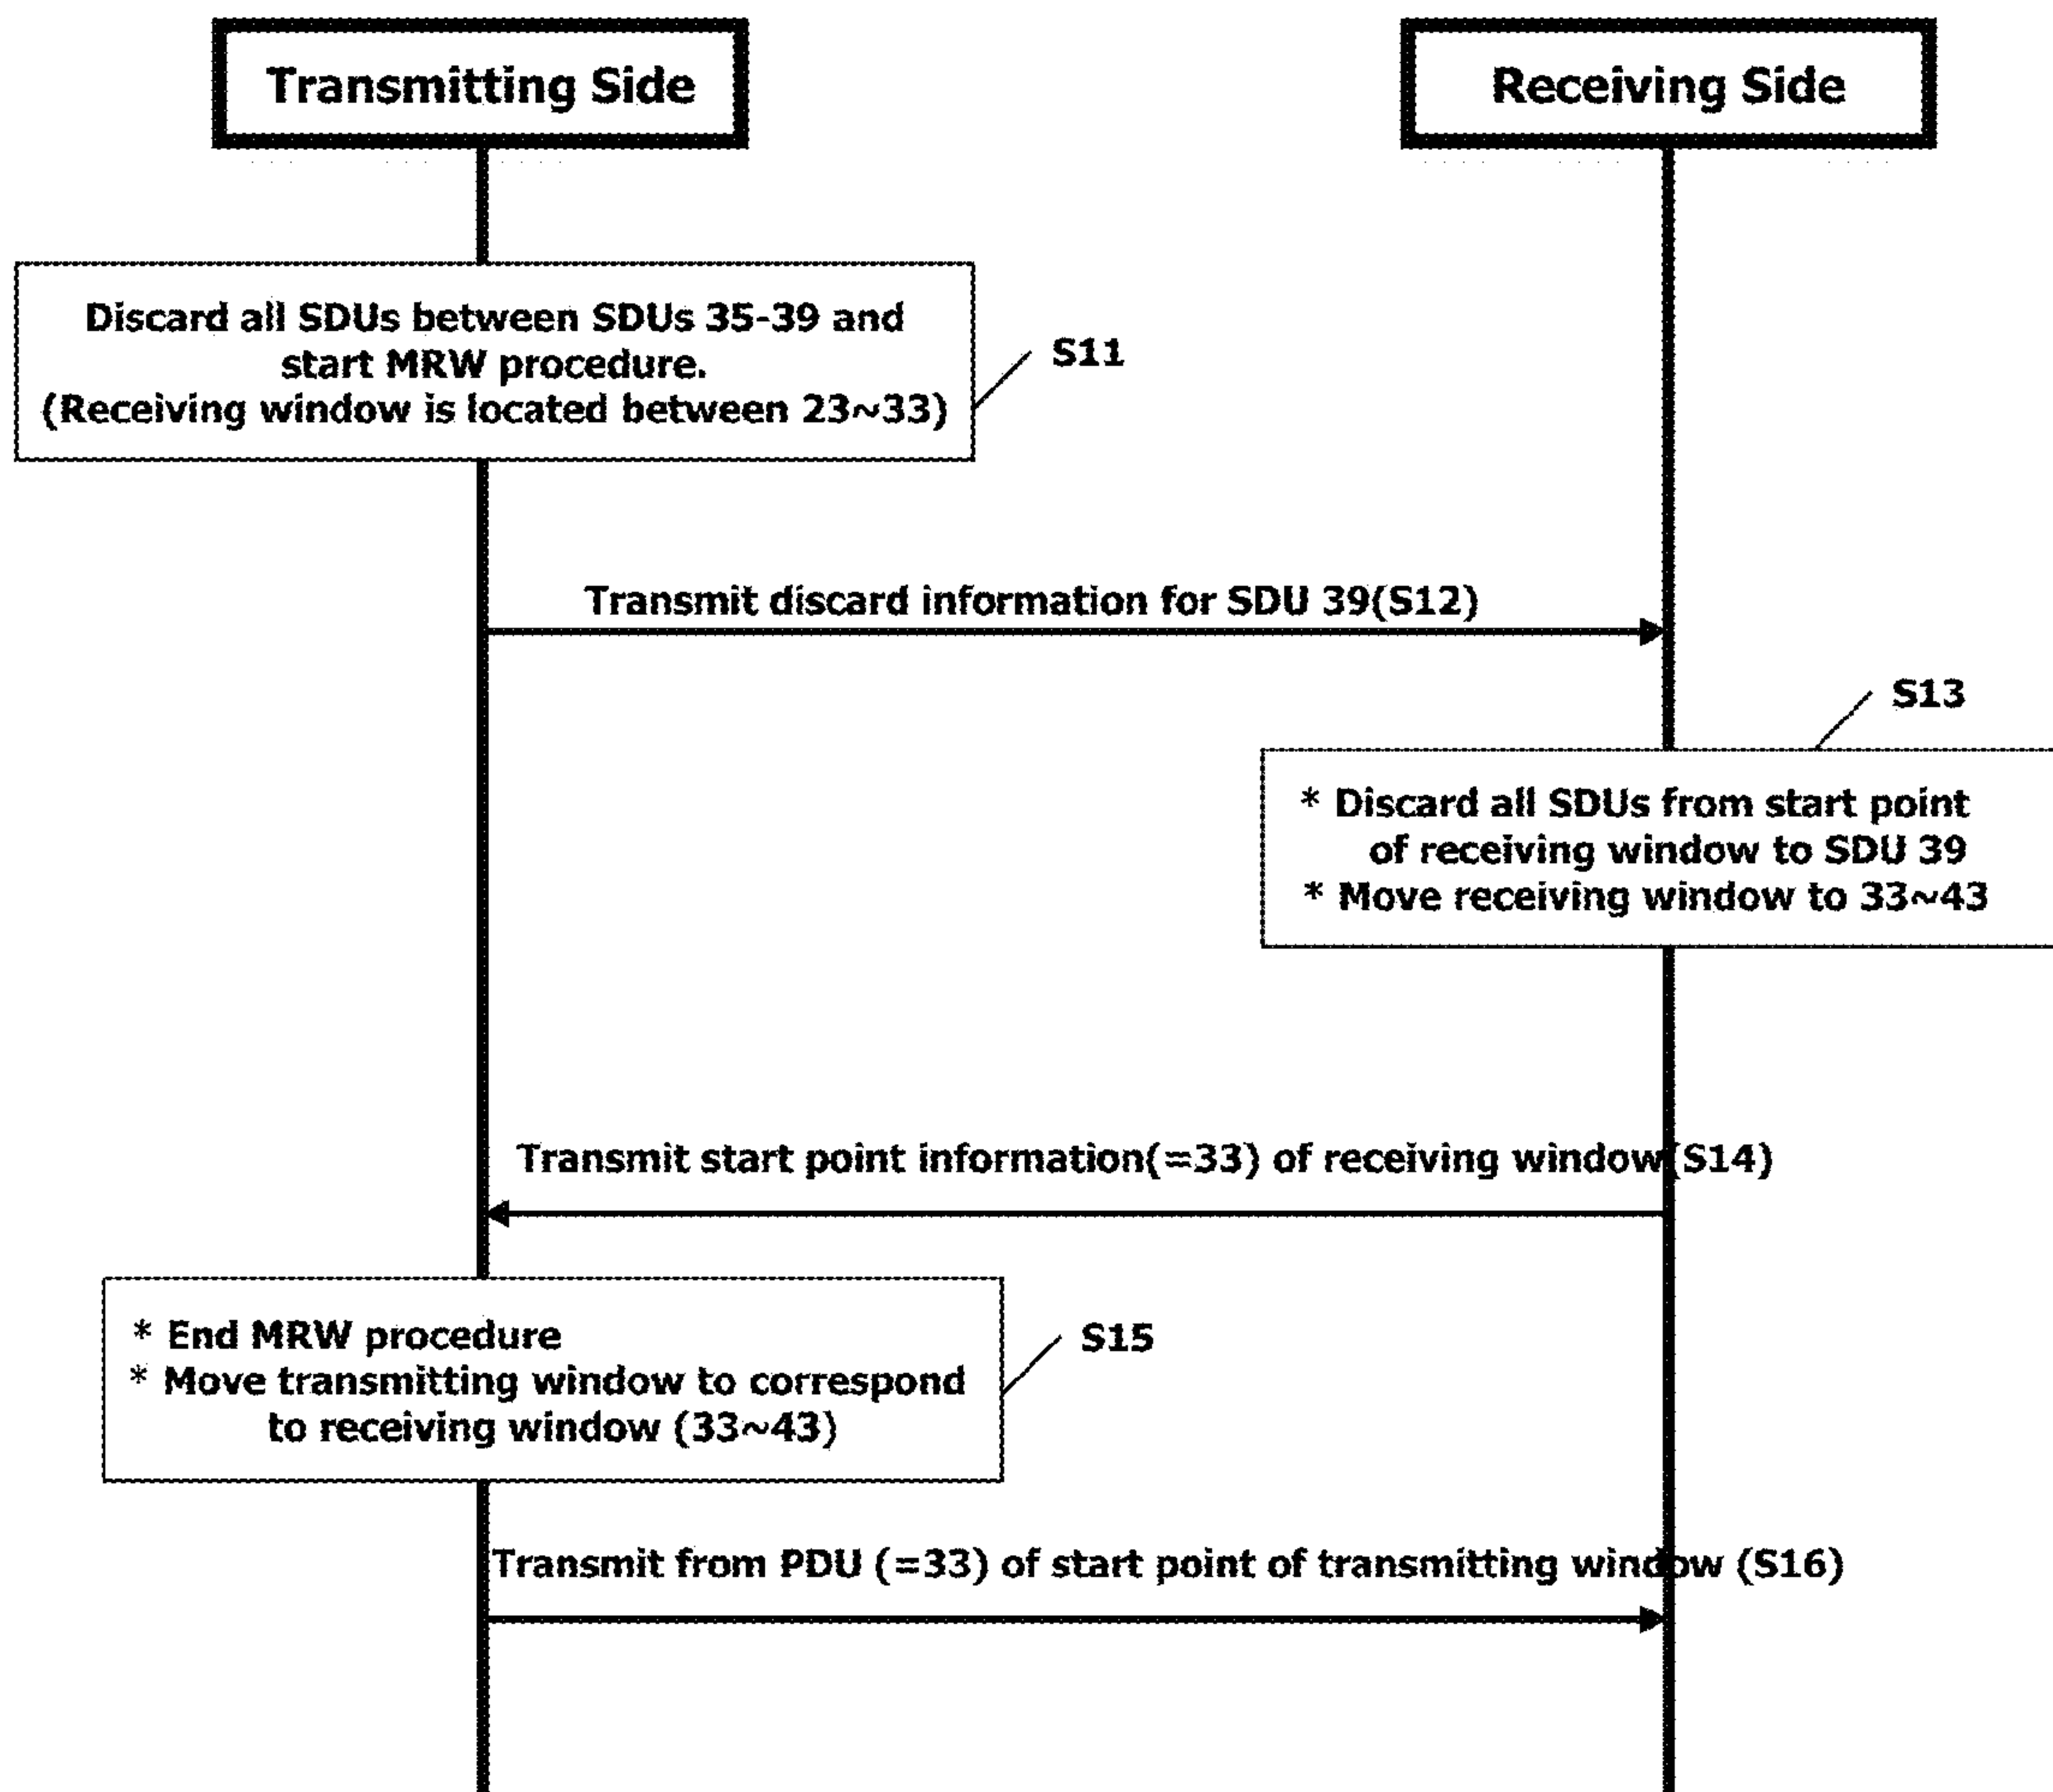 Transmitting Side
Receiving Side
Discard all SDUs between SDUs 35-39 and
start MRW procedure.
(Receiving window is located between 23~33)
S11
Transmit discard information for SDU 39(S12)
S13
* Discard all SDUs from start point
of receiving window to SDU 39
* Move receiving window to 33~43
Transmit start point information(=33) of receiving window(S14)
* End MRW procedure
* Move transmitting window to correspond
to receiving window (33~43)
S15
Transmit from PDU (=33) of start point of transmitting window (S16)